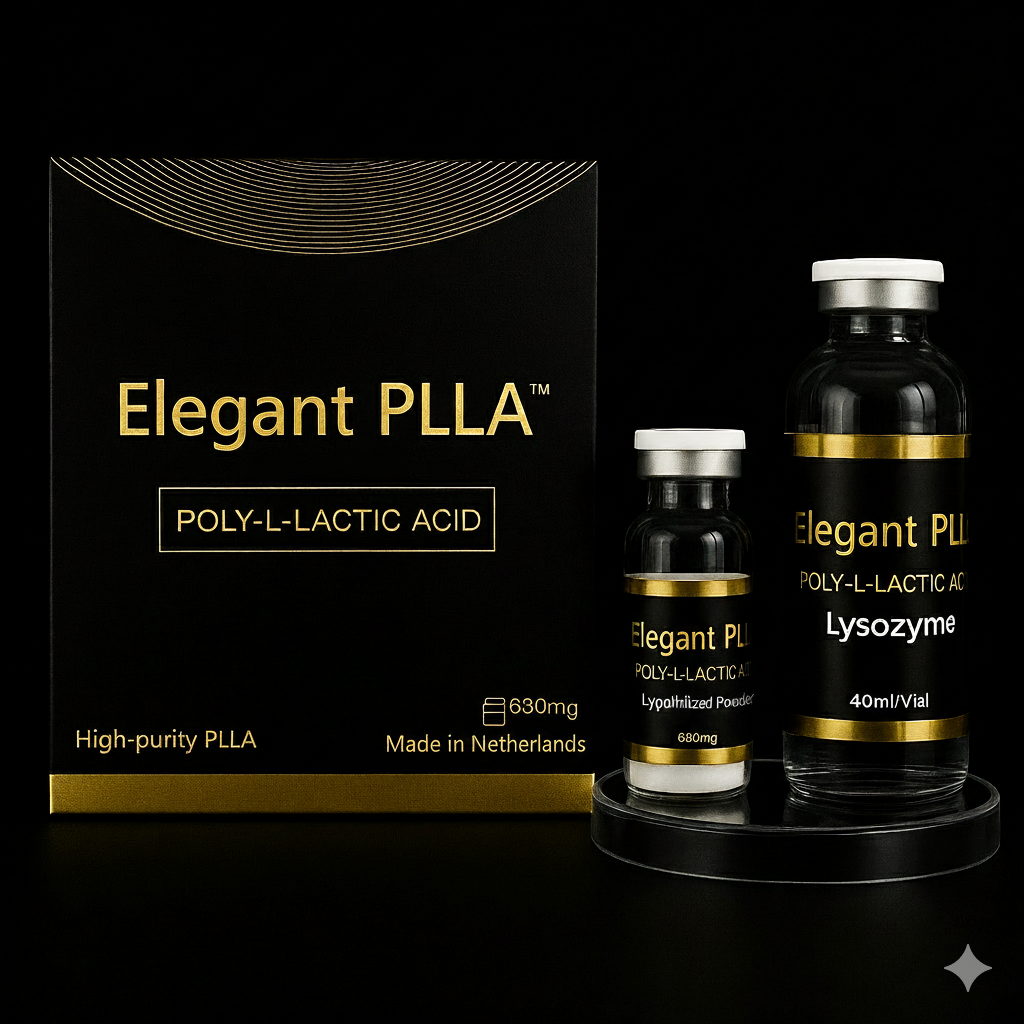 Elegant PLLA™
POLY-L-LACTIC ACID
630mg
High-purity PLLA
Made in Netherlands
Elegant PLL
POLY-L-LACTIC A
680mg
Elegant PLL
POLY-L-LACTIC AC
Lysozyme
40ml/Vial